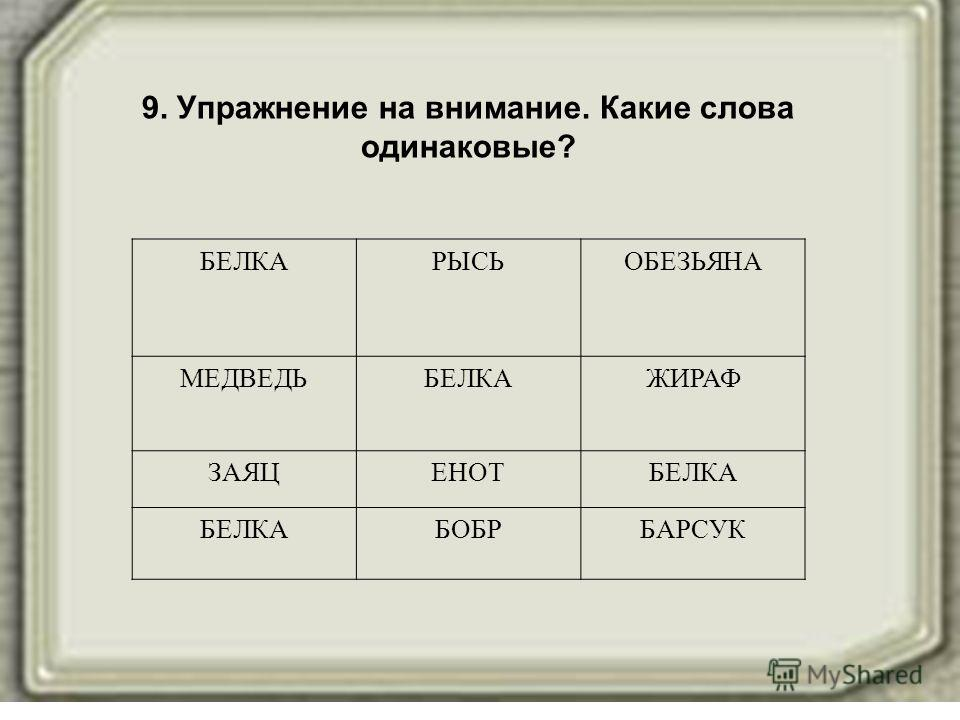 9. Упражнение на внимание. Какие слова
одинаковые?
БЕЛКА РЫСЬ ОБЕЗЬЯНА
МЕДВЕДЬ БЕЛКА ЖИРАФ
ЗАЯЦ ЕНОТ БЕЛКА
БЕЛКА БОБР БАРСУК
MyShared